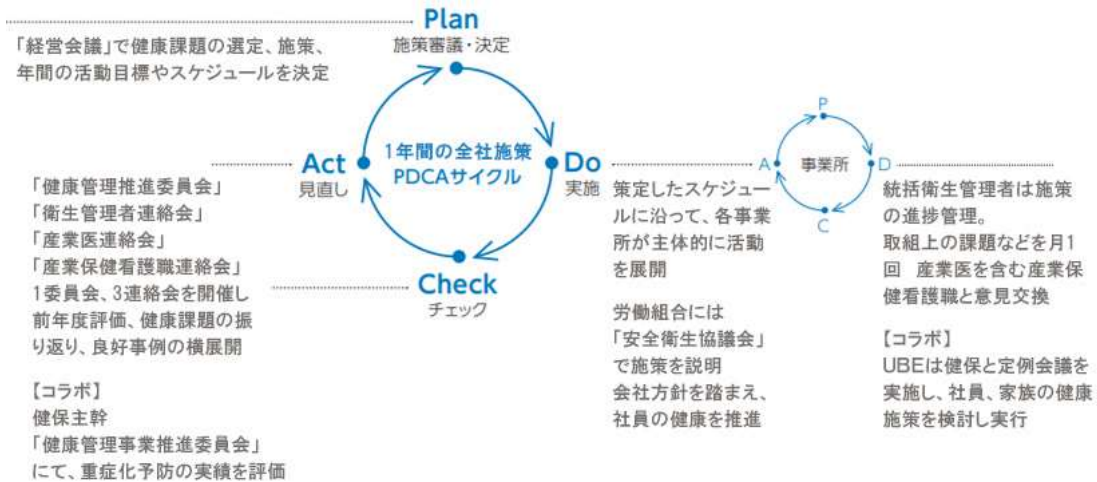 Plan
施策審議・決定
「経営会議」で健康課題の選定、施策、
年間の活動目標やスケジュールを決定
1年間の全社施策
PDCAサイクル
Act
見直し
Do
実施
Check
チェック
「健康管理推進委員会」
「衛生管理者連絡会」
「産業医連絡会」
「産業保健看護職連絡会」
1委員会、3連絡会を開催し
前年度評価、健康課題の振
り返り、良好事例の横展開
【コラボ】
健保主幹
「健康管理事業推進委員会」
にて、重症化予防の実績を評価
策定したスケジュー
ルに沿って、各事業
所が主体的に活動
を展開
労働組合には
「安全衛生協議会」
で施策を説明
会社方針を踏まえ、
社員の健康を推進
P
A
事業所
D
C
統括衛生管理者は施策
の進捗管理。
取組上の課題などを月1
回　産業医を含む産業保
健看護職と意見交換
【コラボ】
UBEは健保と定例会議を
実施し、社員、家族の健康
施策を検討し実行